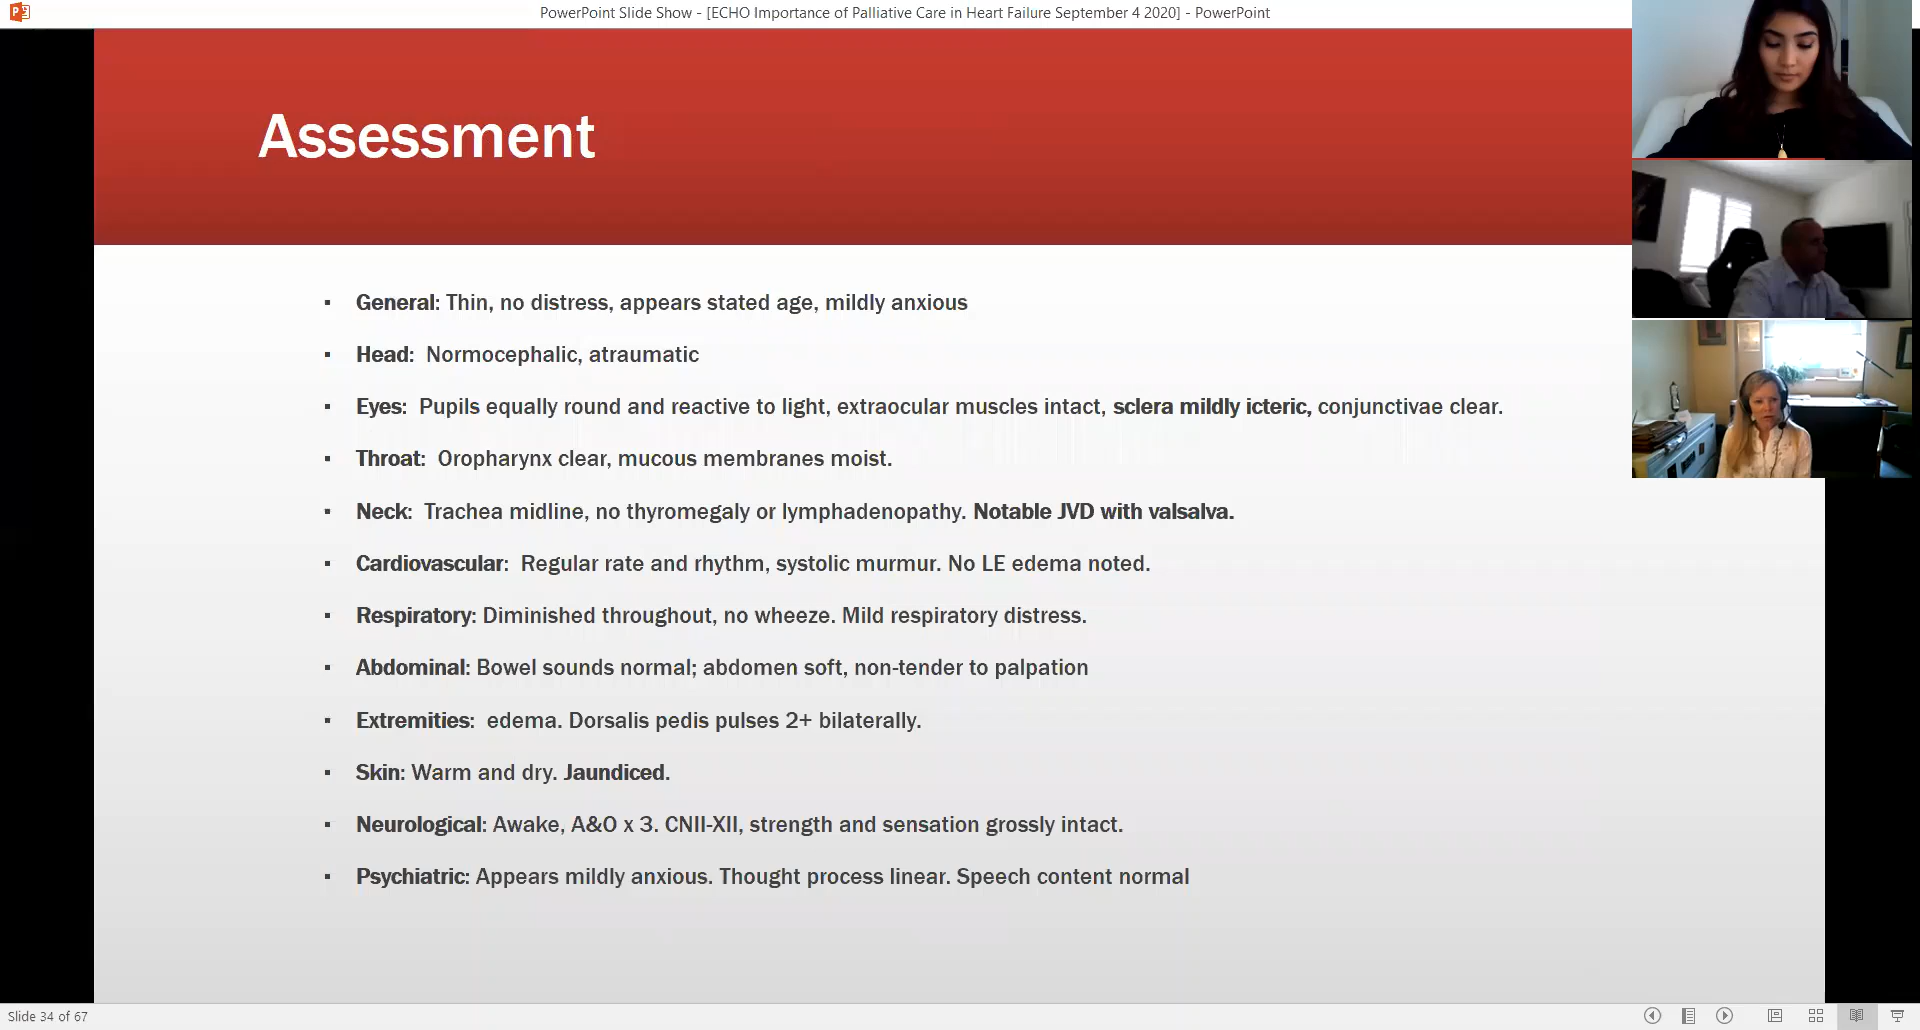 PowerPoint Slide Show - [ECHO Importance of Palliative Care in Heart Failure September 4 2020] - PowerPoint
Assessment
▪ General: Thin, no distress, appears stated age, mildly anxious
▪ Head: Normocephalic, atraumatic
▪ Eyes: Pupils equally round and reactive to light, extraocular muscles intact, sclera mildly icteric, conjunctivae clear.
▪ Throat: Oropharynx clear, mucous membranes moist.
▪ Neck: Trachea midline, no thyromegaly or lymphadenopathy. Notable JVD with valsalva.
▪ Cardiovascular: Regular rate and rhythm, systolic murmur. No LE edema noted.
▪ Respiratory: Diminished throughout, no wheeze. Mild respiratory distress.
▪ Abdominal: Bowel sounds normal; abdomen soft, non-tender to palpation
▪ Extremities: edema. Dorsalis pedis pulses 2+ bilaterally.
▪ Skin: Warm and dry. Jaundiced.
▪ Neurological: Awake, A&O x 3. CNII-XII, strength and sensation grossly intact.
▪ Psychiatric: Appears mildly anxious. Thought process linear. Speech content normal
Slide 34 of 67